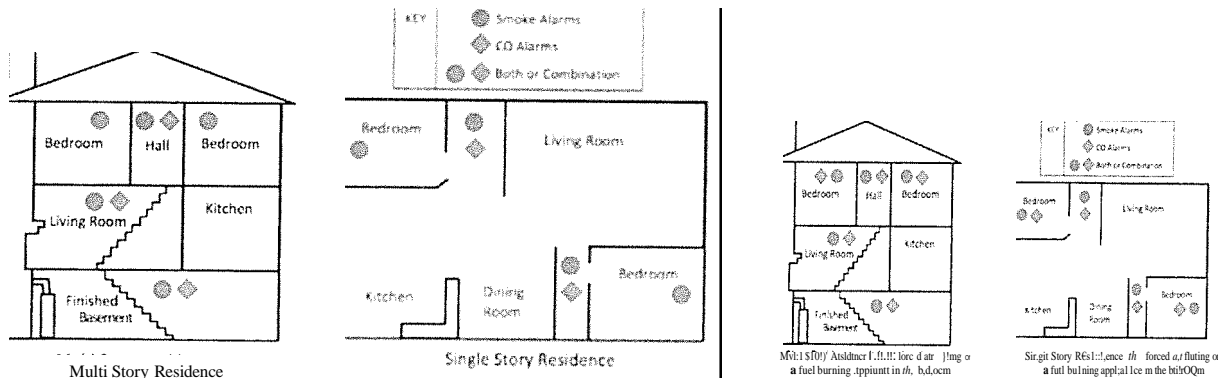 KEY
Smoke Alarms
CO Alarms
Both or Combination
Bedroom
Hall
Bedroom
Living Room
Kitchen
Finished
Basement
Multi Story Residence
Bedroom
Living Room
Kitchen
Dining
Room
Bedroom
Single Story Residence
Bedroom
Hall
Bedroom
Living Room
Kitchen
Finished
Basement
a fuel burning
KEY
Smoke Alarms
CO Alarms
Both or Combination
Bedroom
Living Room
Kitchen
Dining
Room
Bedroom
Story
th forced
a